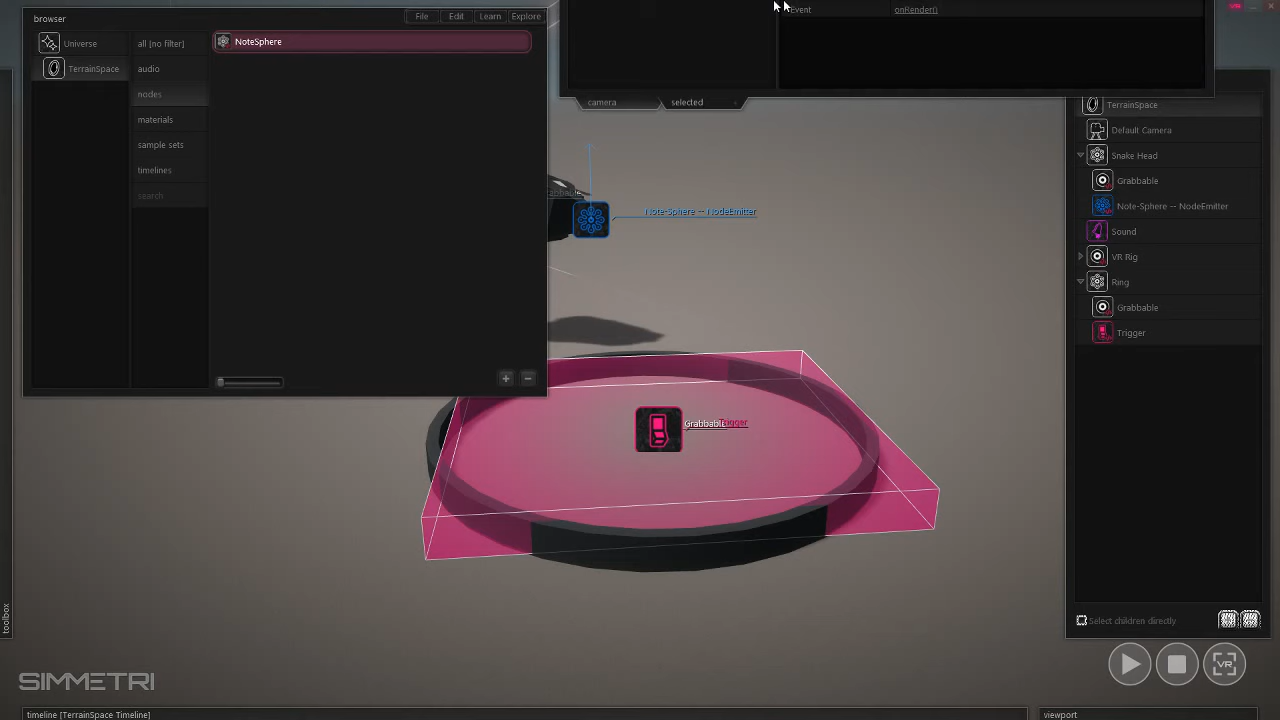 browser
File
Edit
Learn
Explore
Universe
TerrainSpace
all [no filter]
audio
nodes
materials
sample sets
timelines
search
NoteSphere
Event
onRender()
camera
selected
TerrainSpace
Default Camera
Snake Head
Grabbable
Note-Sphere -- NodeEmitter
Sound
VR Rig
Ring
Grabbable
Trigger
Select children directly
Note-Sphere -- NodeEmitter
Grabbable
Trigger
toolbox
VR
SIMMETRI
timeline [TerrainSpace Timeline]
viewport